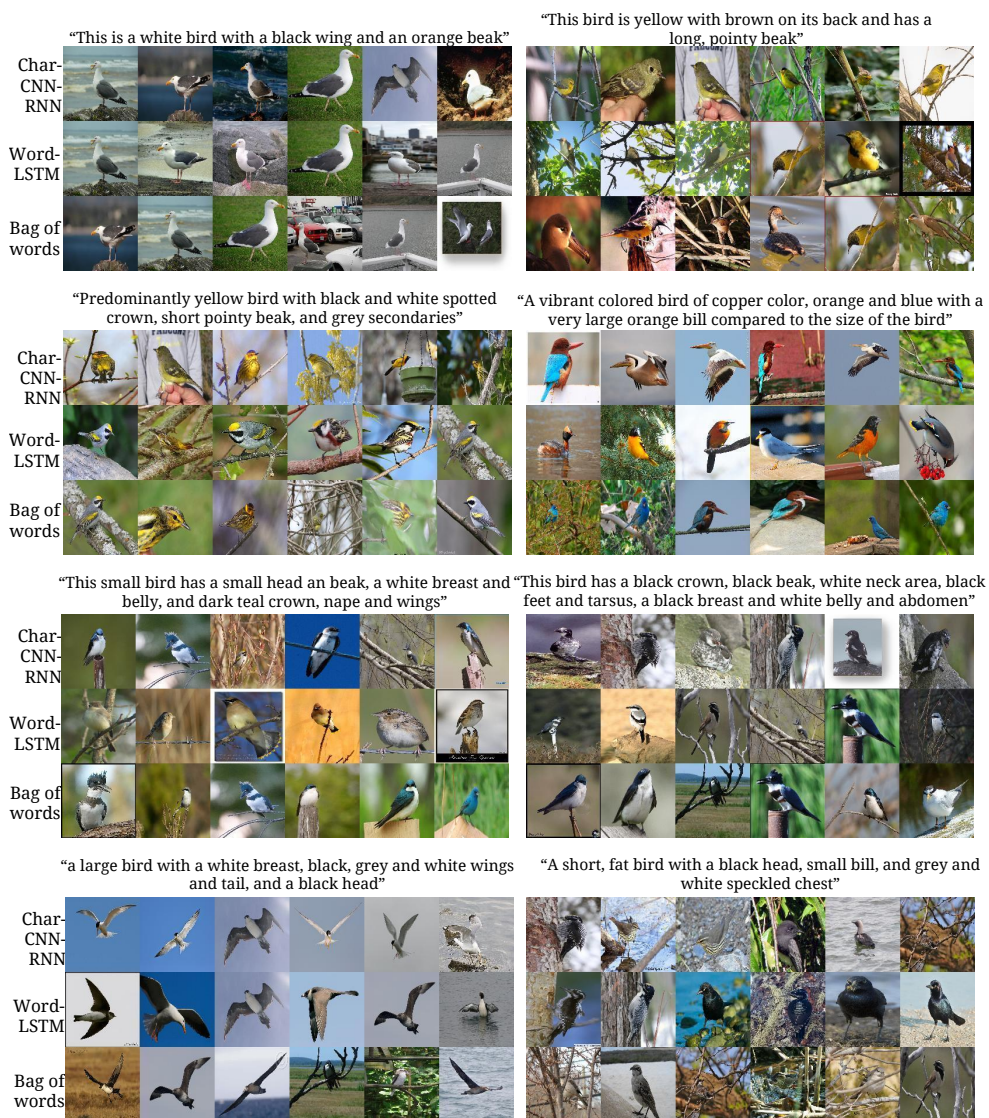 “This is a white bird with a black wing and an orange beak”
Char-
CNN-
RNN
Word-
LSTM
Bag of
words
“This bird is yellow with brown on its back and has a
long, pointy beak”
“Predominantly yellow bird with black and white spotted
crown, short pointy beak, and grey secondaries”
Char-
CNN-
RNN
Word-
LSTM
Bag of
words
“A vibrant colored bird of copper color, orange and blue with a
very large orange bill compared to the size of the bird”
“This small bird has a small head an beak, a white breast and
belly, and dark teal crown, nape and wings”
Char-
CNN-
RNN
Word-
LSTM
Bag of
words
“This bird has a black crown, black beak, white neck area, black
feet and tarsus, a black breast and white belly and abdomen”
“a large bird with a white breast, black, grey and white wings
and tail, and a black head”
Char-
CNN-
RNN
Word-
LSTM
Bag of
words
“A short, fat bird with a black head, small bill, and grey and
white speckled chest”